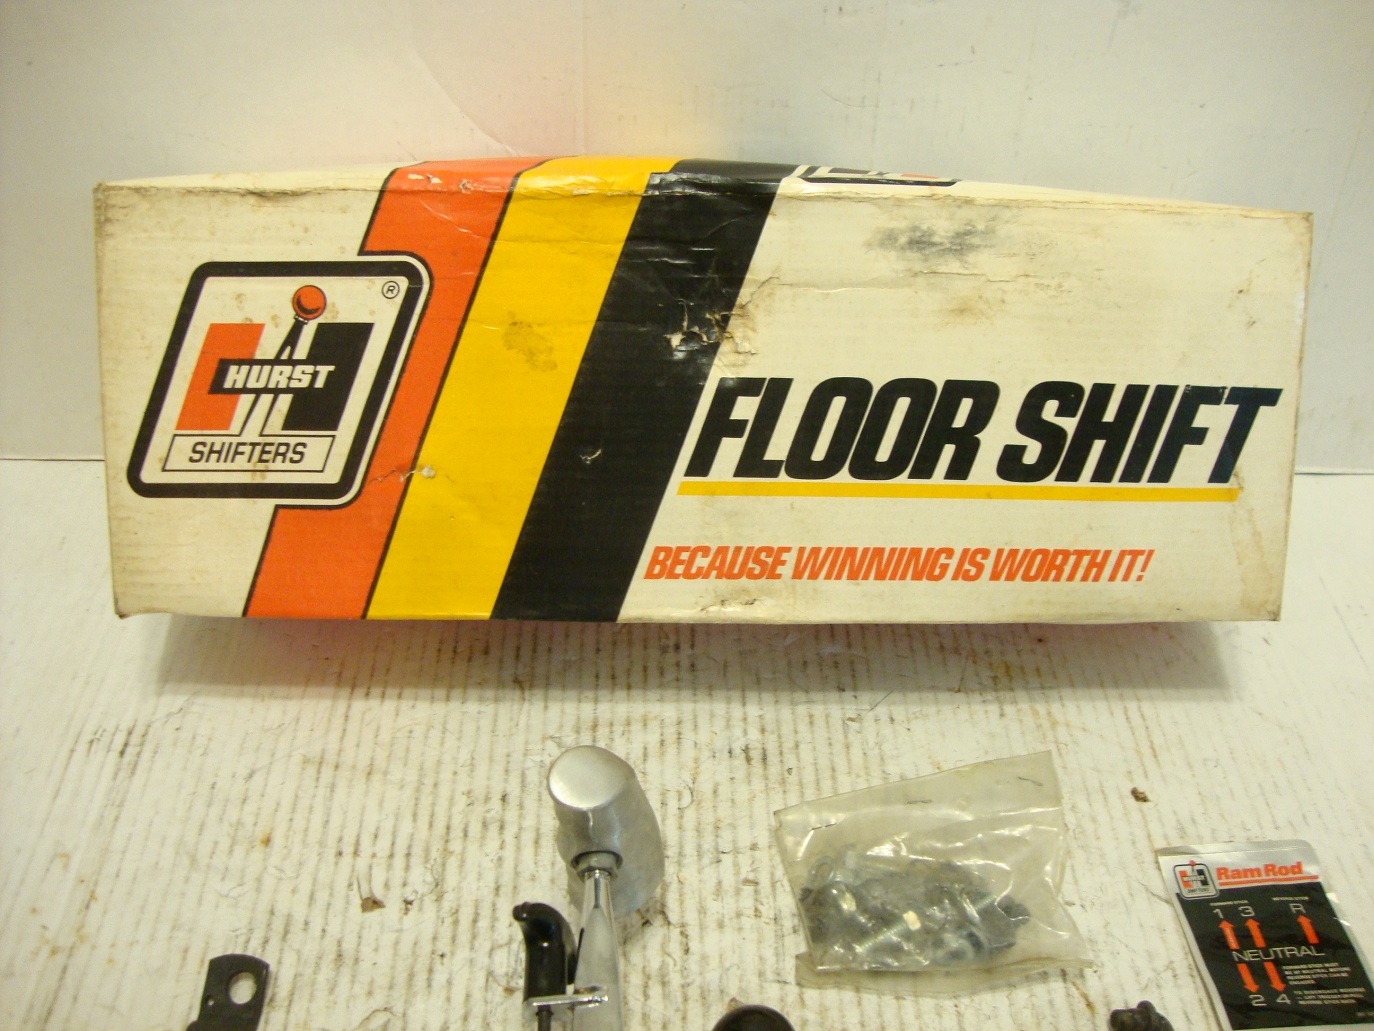 ®
HURST
SHIFTERS
FLOOR SHIFT
BECAUSE WINNING IS WORTH IT!
Ram Rod
1 3 R
NEUTRAL
2 4